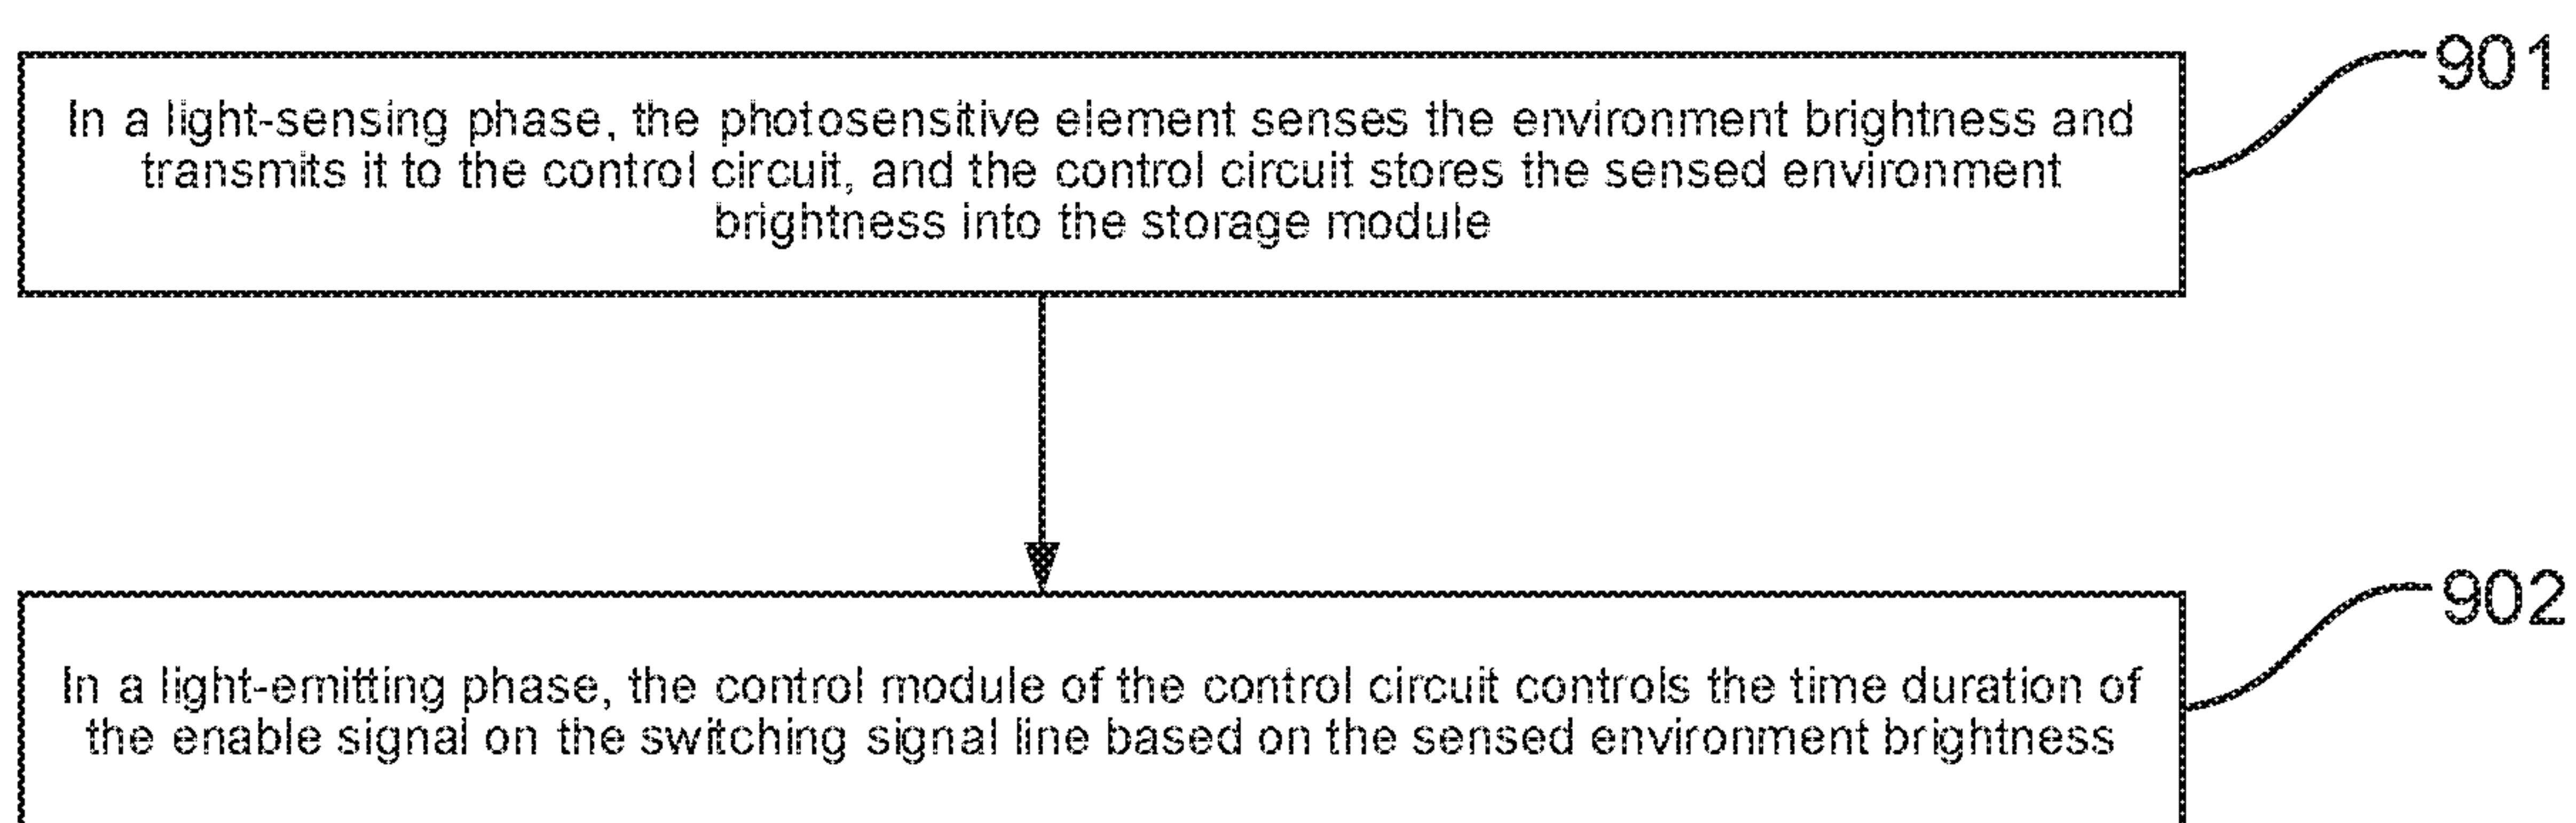 901
In a light-sensing phase, the photosensitive element senses the environment brightness and
transmits it to the control circuit, and the control circuit stores the sensed environment
brightness into the storage module
902
In a light-emitting phase, the control module of the control circuit controls the time duration of
the enable signal on the switching signal line based on the sensed environment brightness